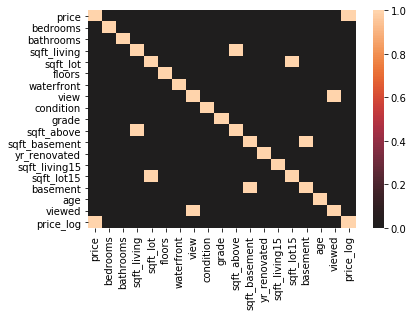 price
bedrooms
bathrooms
sqft_living
sqft_lot
floors
waterfront
view
condition
grade
sqft_above
sqft_basement
yr_renovated
sqft_living15
sqft_lot15
basement
age
viewed
price_log
price
bedrooms
bathrooms
sqft_living
sqft_lot
floors
waterfront
view
condition
grade
sqft_above
sqft_basement
yr_renovated
sqft_living15
sqft_lot15
basement
age
viewed
price_log
1.0
0.8
0.6
0.4
0.2
0.0